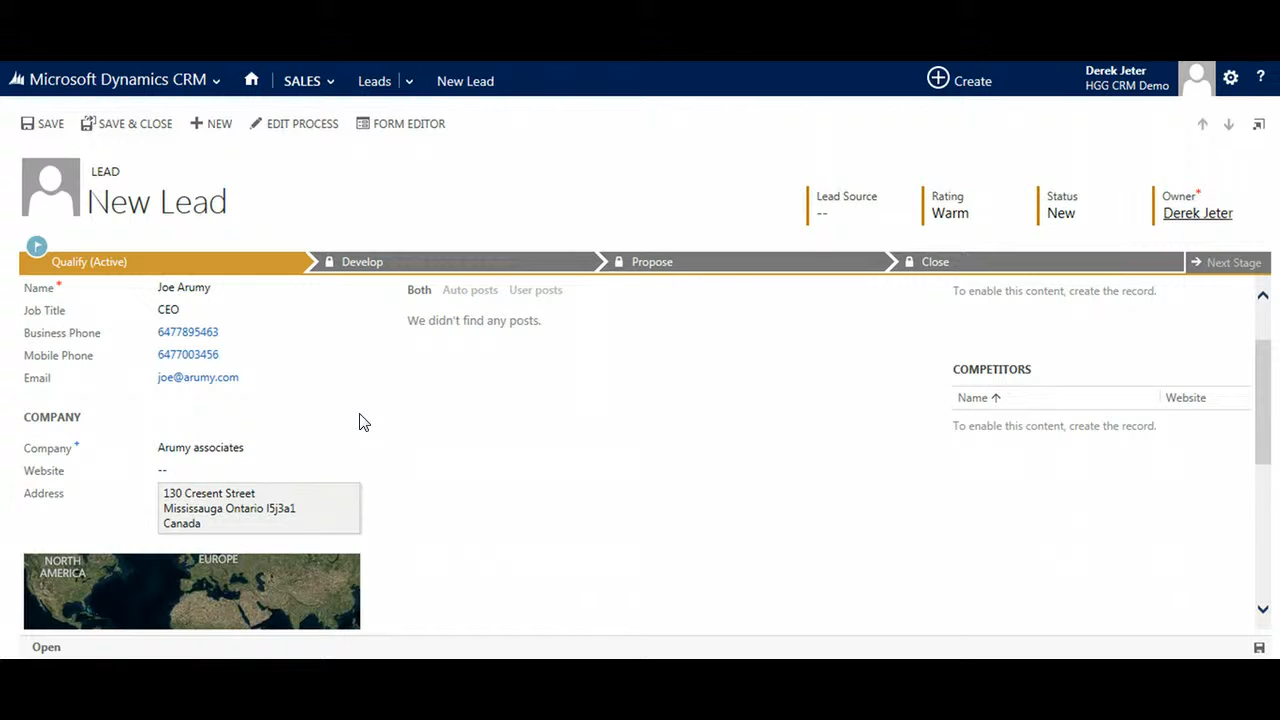 Microsoft Dynamics CRM SALES Leads New Lead Create Derek Jeter
HGG CRM Demo ?
SAVE SAVE & CLOSE NEW EDIT PROCESS FORM EDITOR
LEAD
New Lead
Lead Source Rating Status Owner*
-- Warm New Derek Jeter
Qualify (Active) Develop Propose Close Next Stage
Name* Joe Arumy
Job Title CEO
Business Phone 6477895463
Mobile Phone 6477003456
Email joe@arumy.com
COMPANY
Company* Arumy associates
Website --
Address 130 Cresent Street
Mississauga Ontario l5j3a1
Canada
NORTH AMERICA EUROPE
Both Auto posts User posts
We didn't find any posts.
To enable this content, create the record.
COMPETITORS
Name Website
To enable this content, create the record.
Open